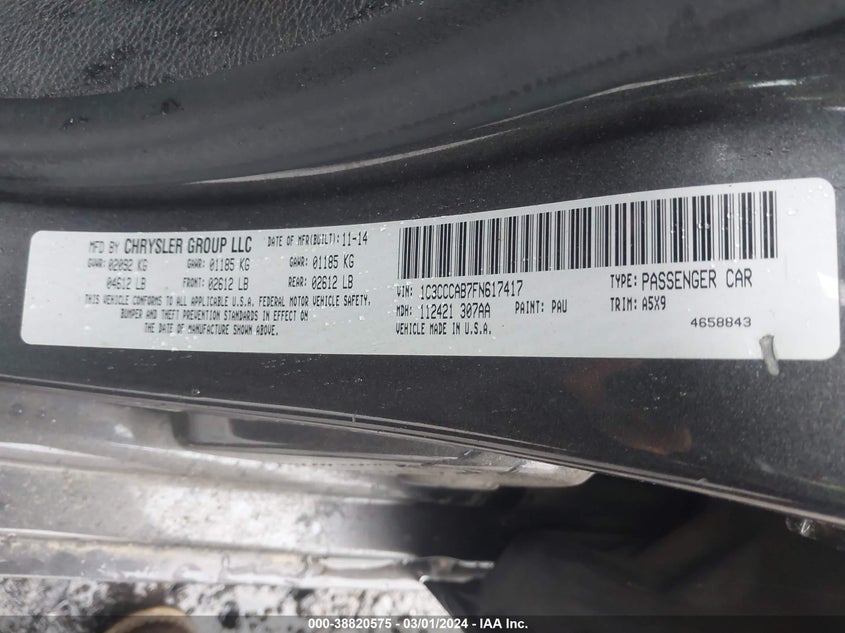 MFD BY CHRYSLER GROUP LLC DATE OF MFR(BUILT): 11-14
GVWR: 02092 KG GAWR: 01185 KG GAWR: 01185 KG
04612 LB FRONT: 02612 LB REAR: 02612 LB
THIS VEHICLE CONFORMS TO ALL APPLICABLE U.S.A. FEDERAL MOTOR VEHICLE SAFETY,
BUMPER AND THEFT PREVENTION STANDARDS IN EFFECT ON
THE DATE OF MANUFACTURE SHOWN ABOVE.
VIN: 1C3CCCAB7FN617417 TYPE: PASSENGER CAR
MDH: 112421 307AA PAINT: PAU TRIM: A5X9
VEHICLE MADE IN U.S.A. 4658843
000-38820575 - 03/01/2024 - IAA Inc.